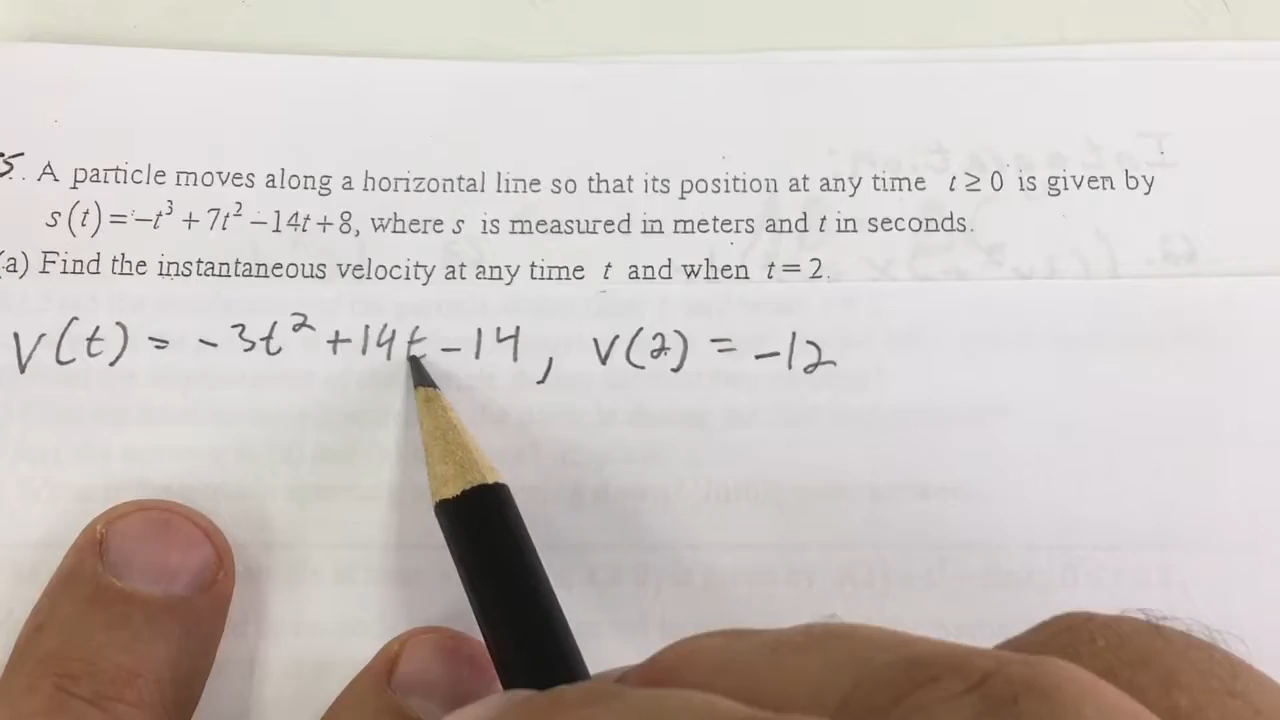 5. A particle moves along a horizontal line so that its position at any time t ≥ 0 is given by
s(t) = -t³ + 7t² - 14t + 8, where s is measured in meters and t in seconds.
(a) Find the instantaneous velocity at any time t and when t = 2.
V(t) = -3t² + 14t - 14, V(2) = -12